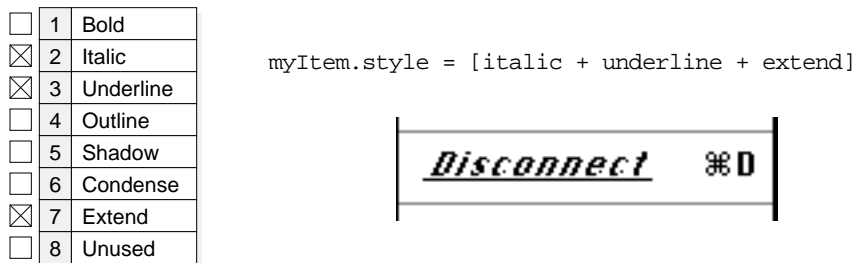 1 Bold
2 Italic
3 Underline
4 Outline
5 Shadow
6 Condense
7 Extend
8 Unused
myItem.style = [italic + underline + extend]
Disconnect ⌘D